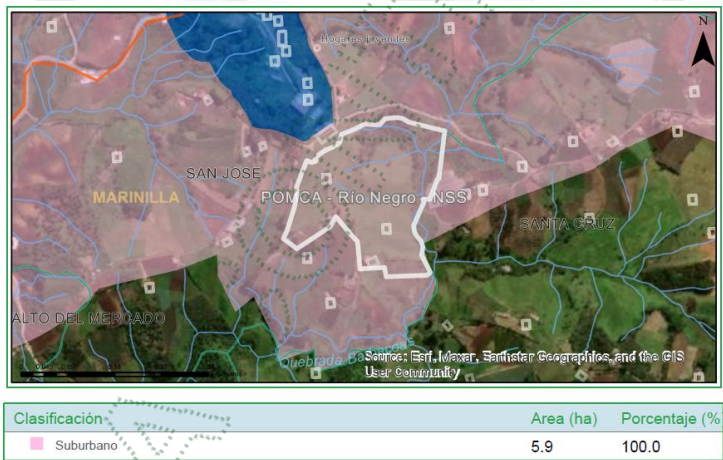 N
Hogares juveniles
SAN JOSE
MARINILLA
POMCA - Río Negro - NSS
SANTA CRUZ
ALTO DEL MERCADO
Quebrada
Source: Esri, Maxar, Earthstar Geographics, and the GIS
User Community
Clasificación
Area (ha)
Porcentaje (%
Suburbano
5.9
100.0